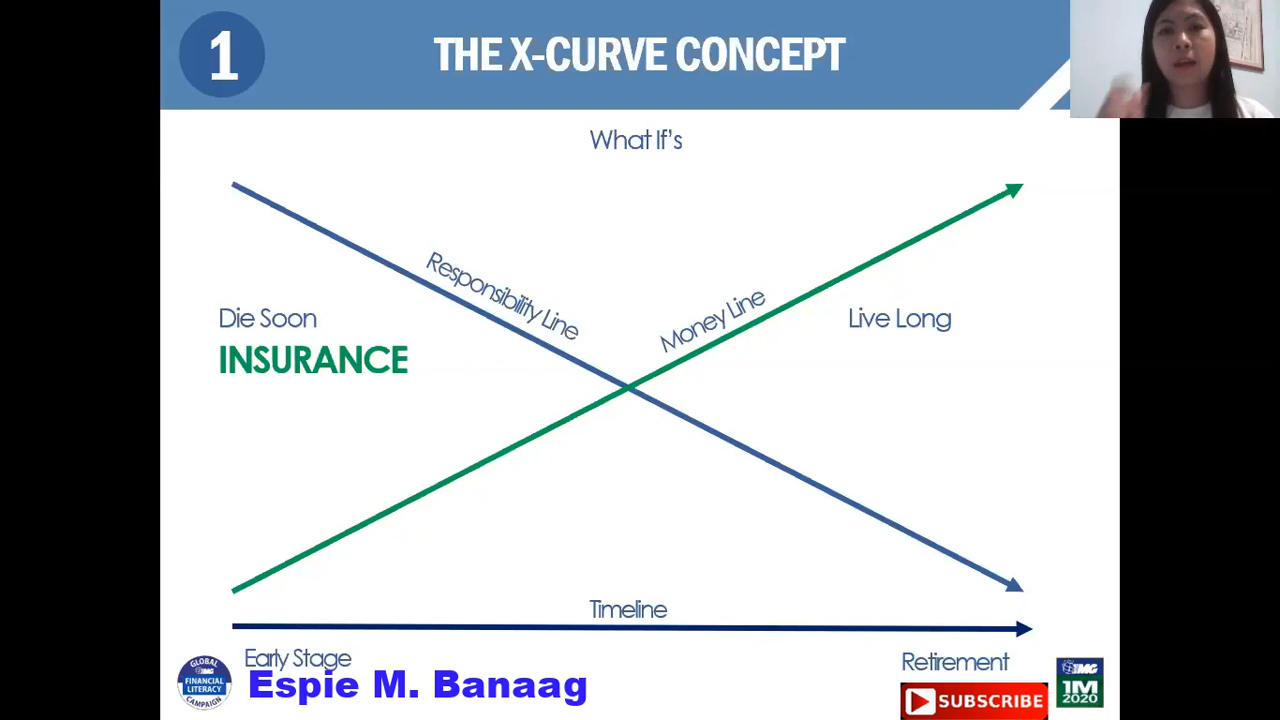 1
THE X-CURVE CONCEPT
What If's
Responsibility Line
Money Line
Die Soon
INSURANCE
Live Long
Timeline
Early Stage
Retirement
GLOBAL
IMG
FINANCIAL
LITERACY
CAMPAIGN
Espie M. Banaag
SUBSCRIBE
IMG
1M
2020